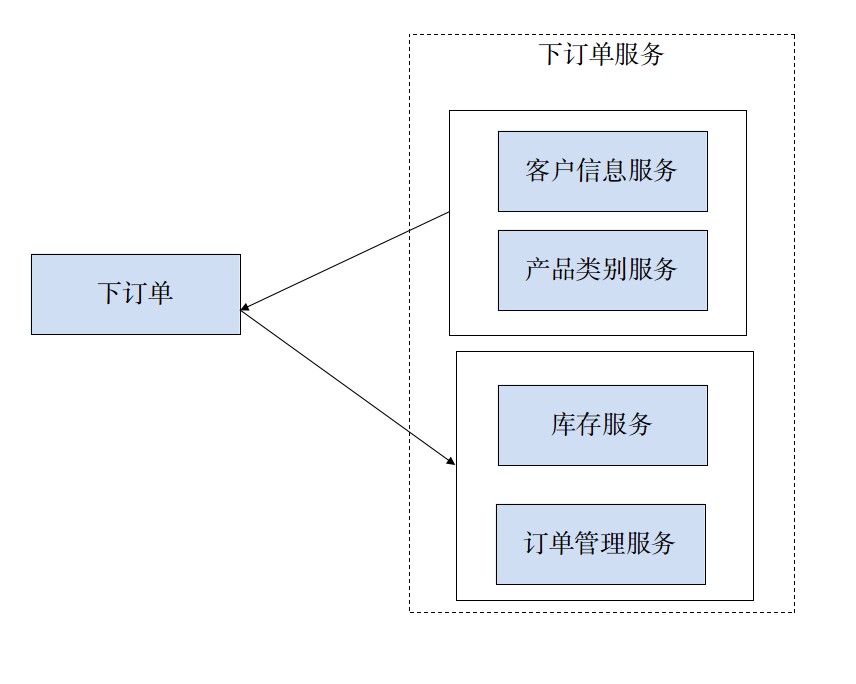 下订单服务
客户信息服务
产品类别服务
下订单
库存服务
订单管理服务